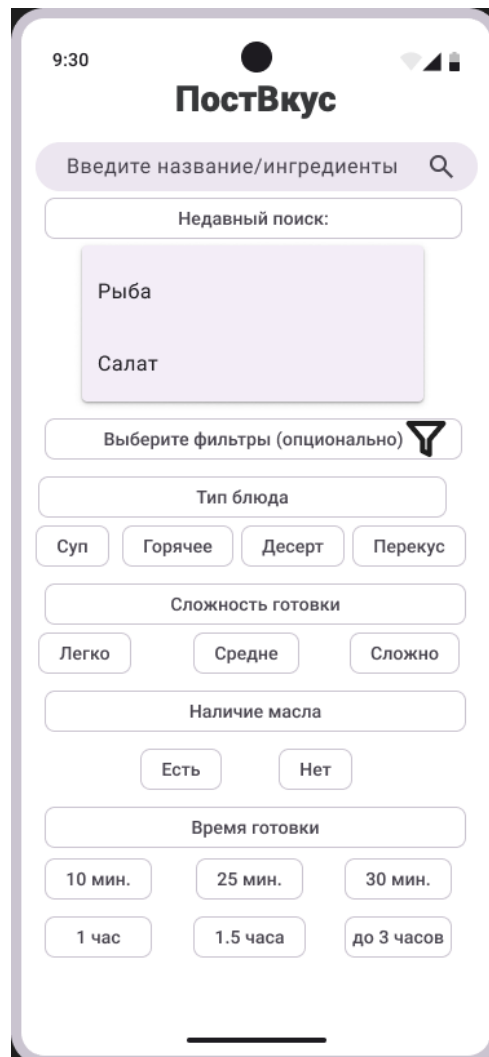 9:30
ПостВкус
Введите название/ингредиенты
Недавный поиск:
Рыба
Салат
Выберите фильтры (опционально)
Тип блюда
Суп Горячее Десерт Перекус
Сложность готовки
Легко Средне Сложно
Наличие масла
Есть Нет
Время готовки
10 мин. 25 мин. 30 мин.
1 час 1.5 часа до 3 часов